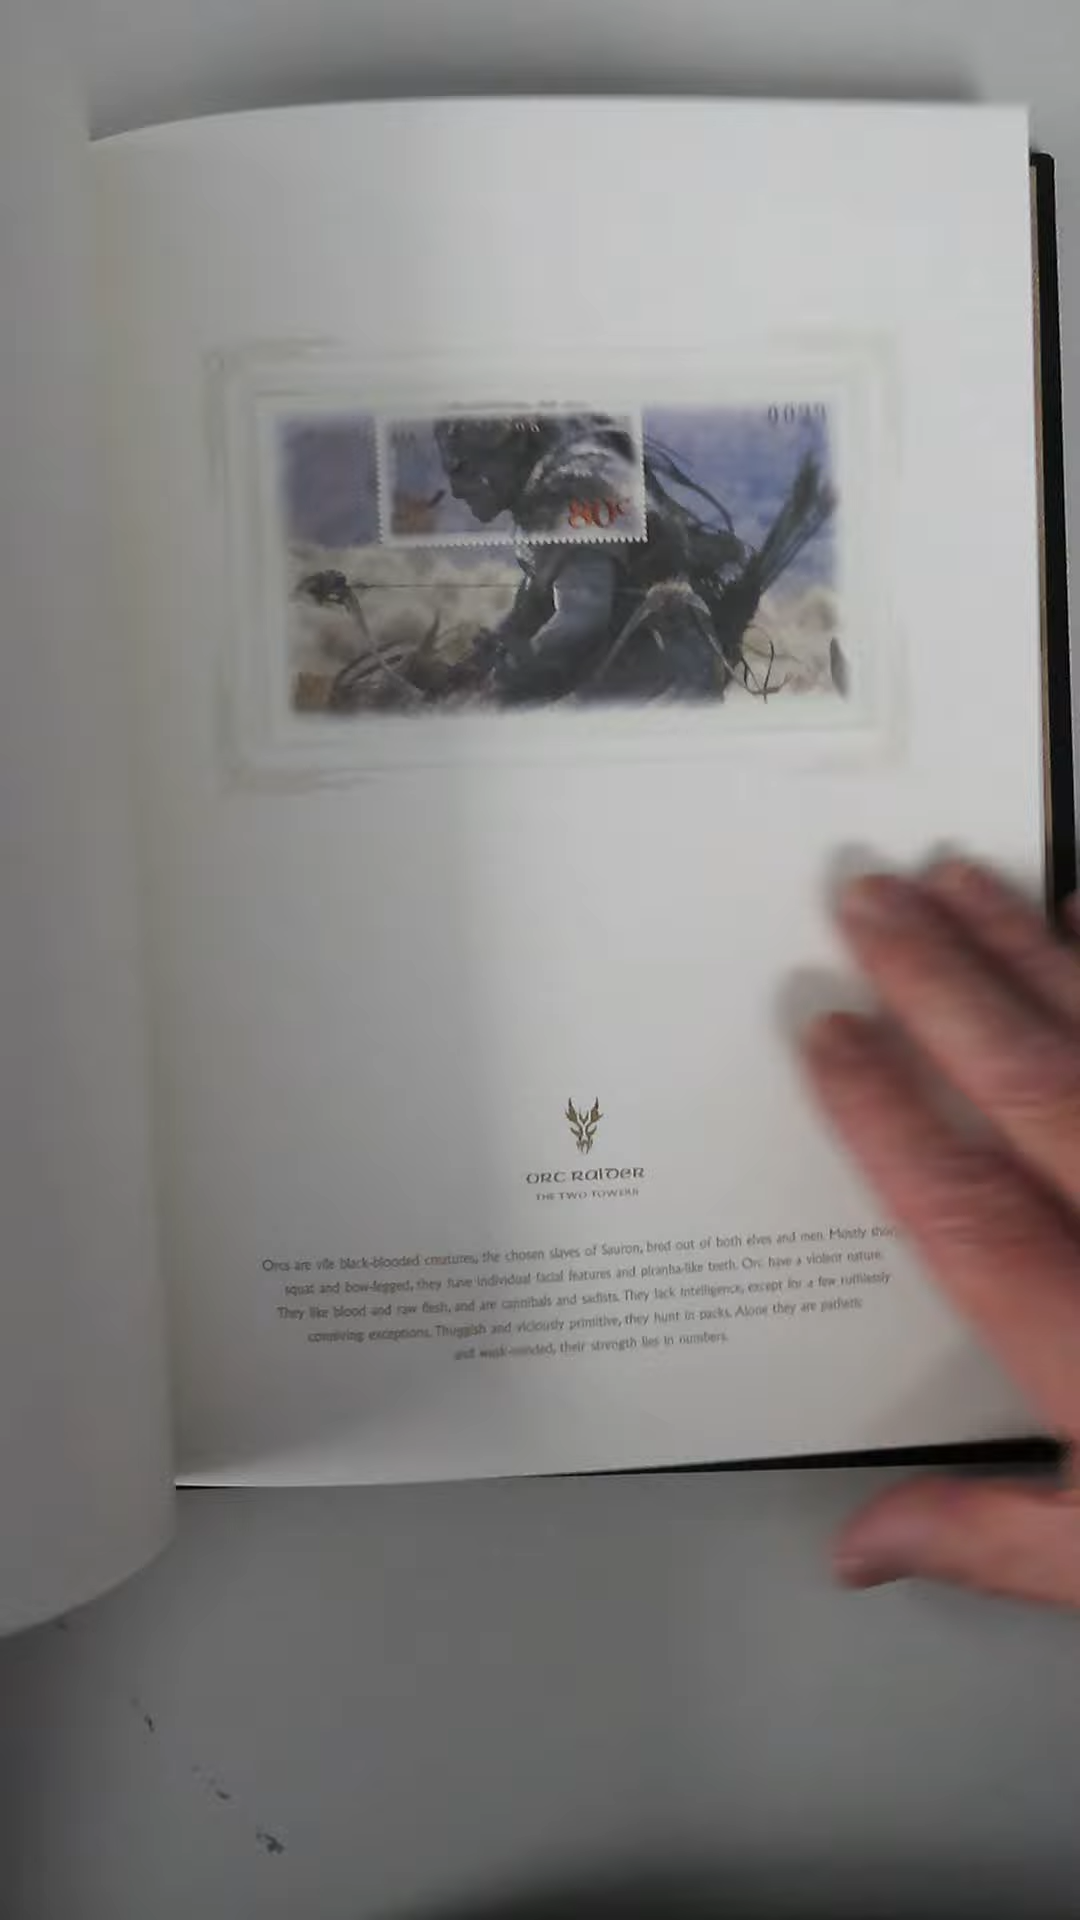 0099
80c
ORC RAIDER
THE TWO TOWERS
Orcs are vile black-blooded creatures, the chosen slaves of Sauron, bred out of both elves and men. Mostly short,
squat and bow-legged, they have individual facial features and piranha-like teeth. Orc have a violent nature.
They like blood and raw flesh, and are cannibals and sadists. They lack intelligence, except for a few ruthlessly
conniving exceptions. Thuggish and viciously primitive, they hunt in packs. Alone they are pathetic
and weak-minded, their strength lies in numbers.